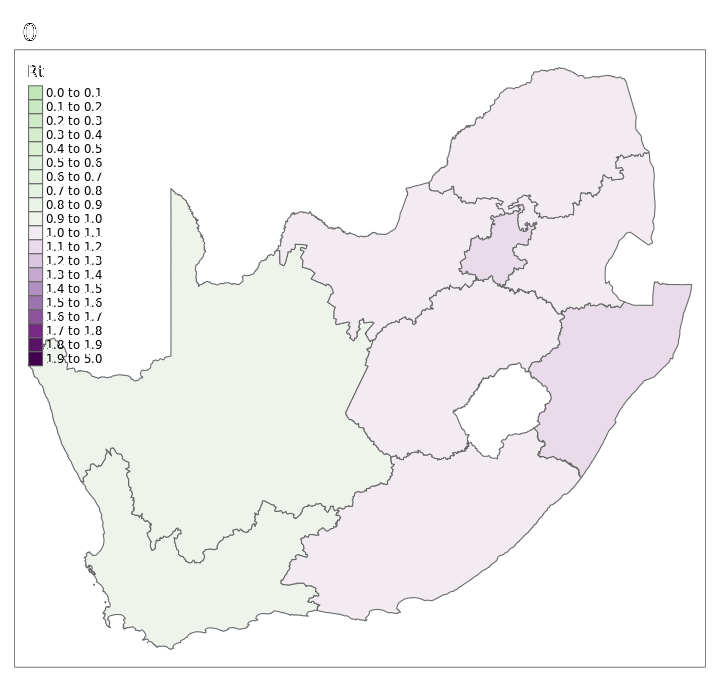 0
Rt
0.0 to 0.1
0.1 to 0.2
0.2 to 0.3
0.3 to 0.4
0.4 to 0.5
0.5 to 0.6
0.6 to 0.7
0.7 to 0.8
0.8 to 0.9
0.9 to 1.0
1.0 to 1.1
1.1 to 1.2
1.2 to 1.3
1.3 to 1.4
1.4 to 1.5
1.5 to 1.6
1.6 to 1.7
1.7 to 1.8
1.8 to 1.9
1.9 to 5.0